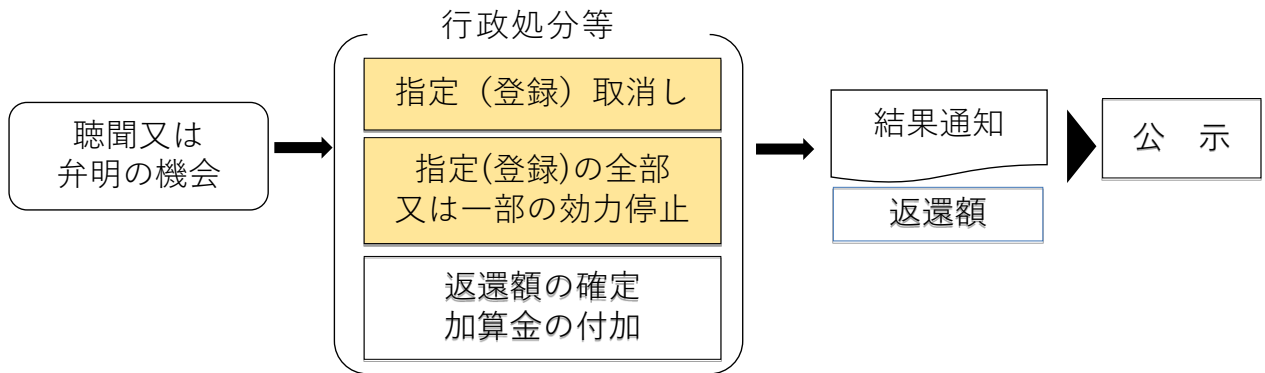 聴聞又は
弁明の機会
行政処分等
指定（登録）取消し
指定(登録)の全部
又は一部の効力停止
返還額の確定
加算金の付加
結果通知
返還額
公　示